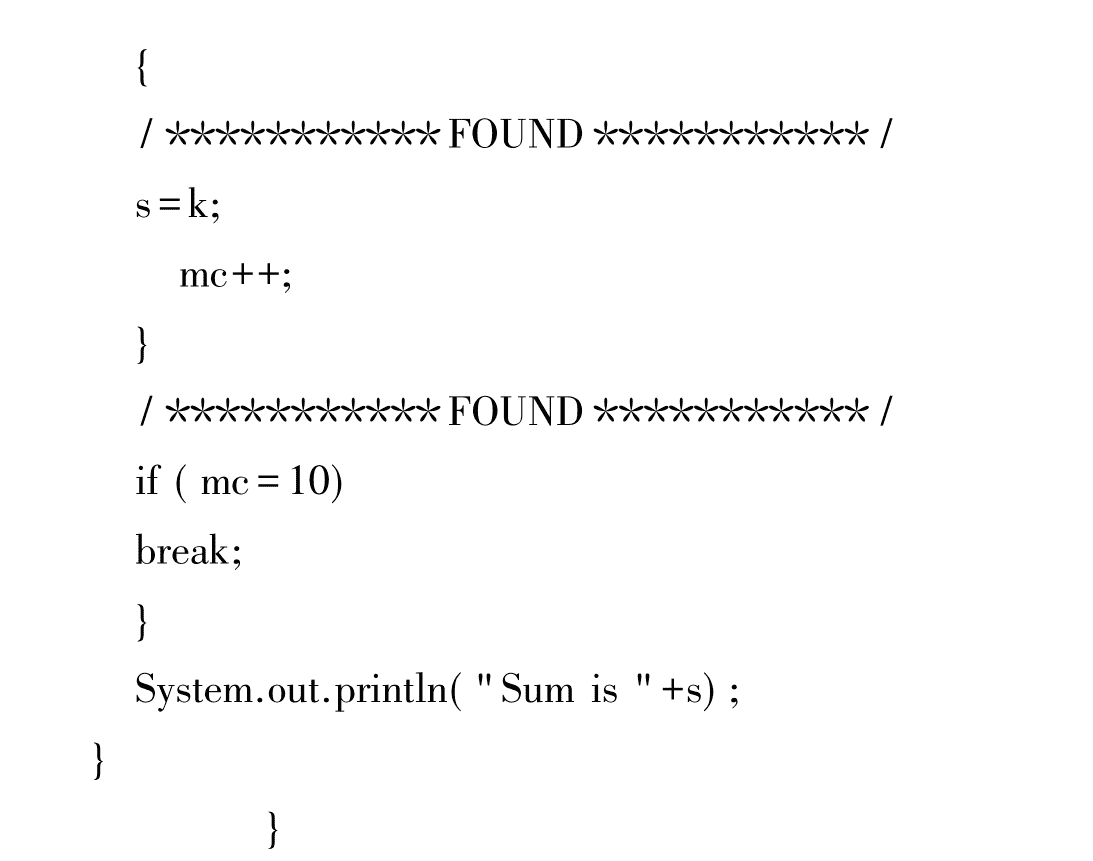 {
/ ***********FOUND *********** /
s=k;
mc++;
}
/ ***********FOUND *********** /
if ( mc=10)
break;
}
System.out.println( "Sum is "+s) ;
}
}